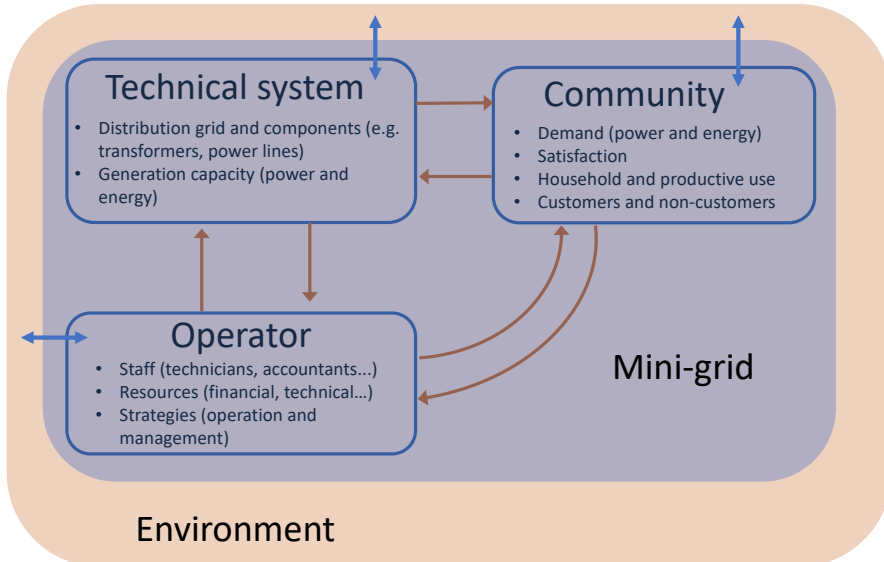 Technical system
• Distribution grid and components (e.g.
transformers, power lines)
• Generation capacity (power and
energy)
Community
• Demand (power and energy)
• Satisfaction
• Household and productive use
• Customers and non-customers
Operator
• Staff (technicians, accountants...)
• Resources (financial, technical…)
• Strategies (operation and
management)
Mini-grid
Environment